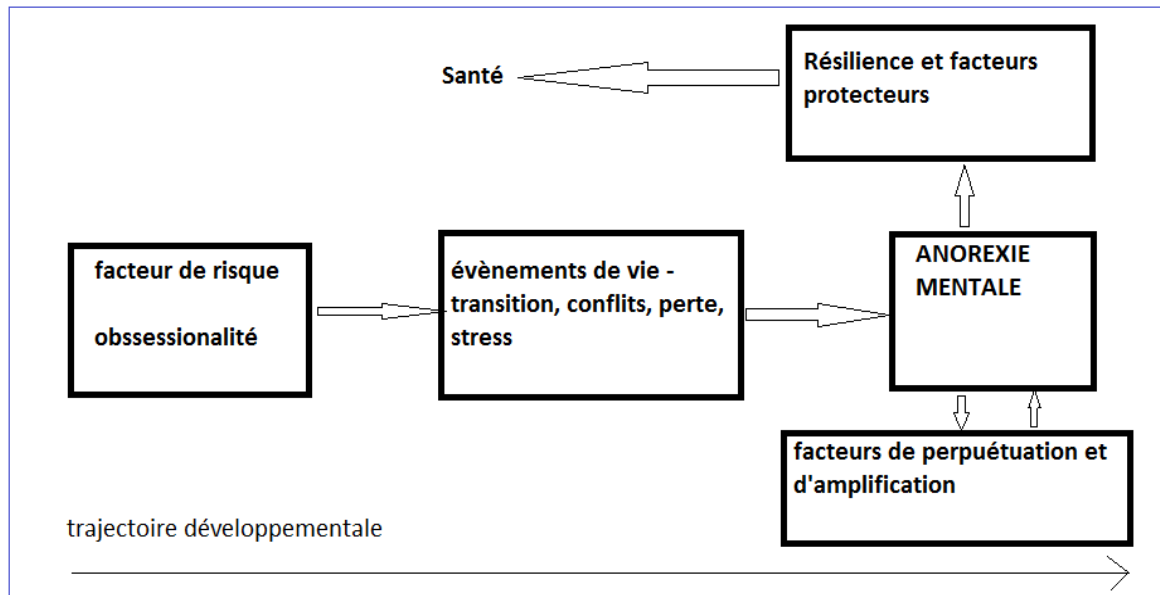 Santé
Résilience et facteurs
protecteurs
facteur de risque
obssessionalité
évènements de vie -
transition, conflits, perte,
stress
ANOREXIE
MENTALE
facteurs de perpuétuation et
d'amplification
trajectoire développementale